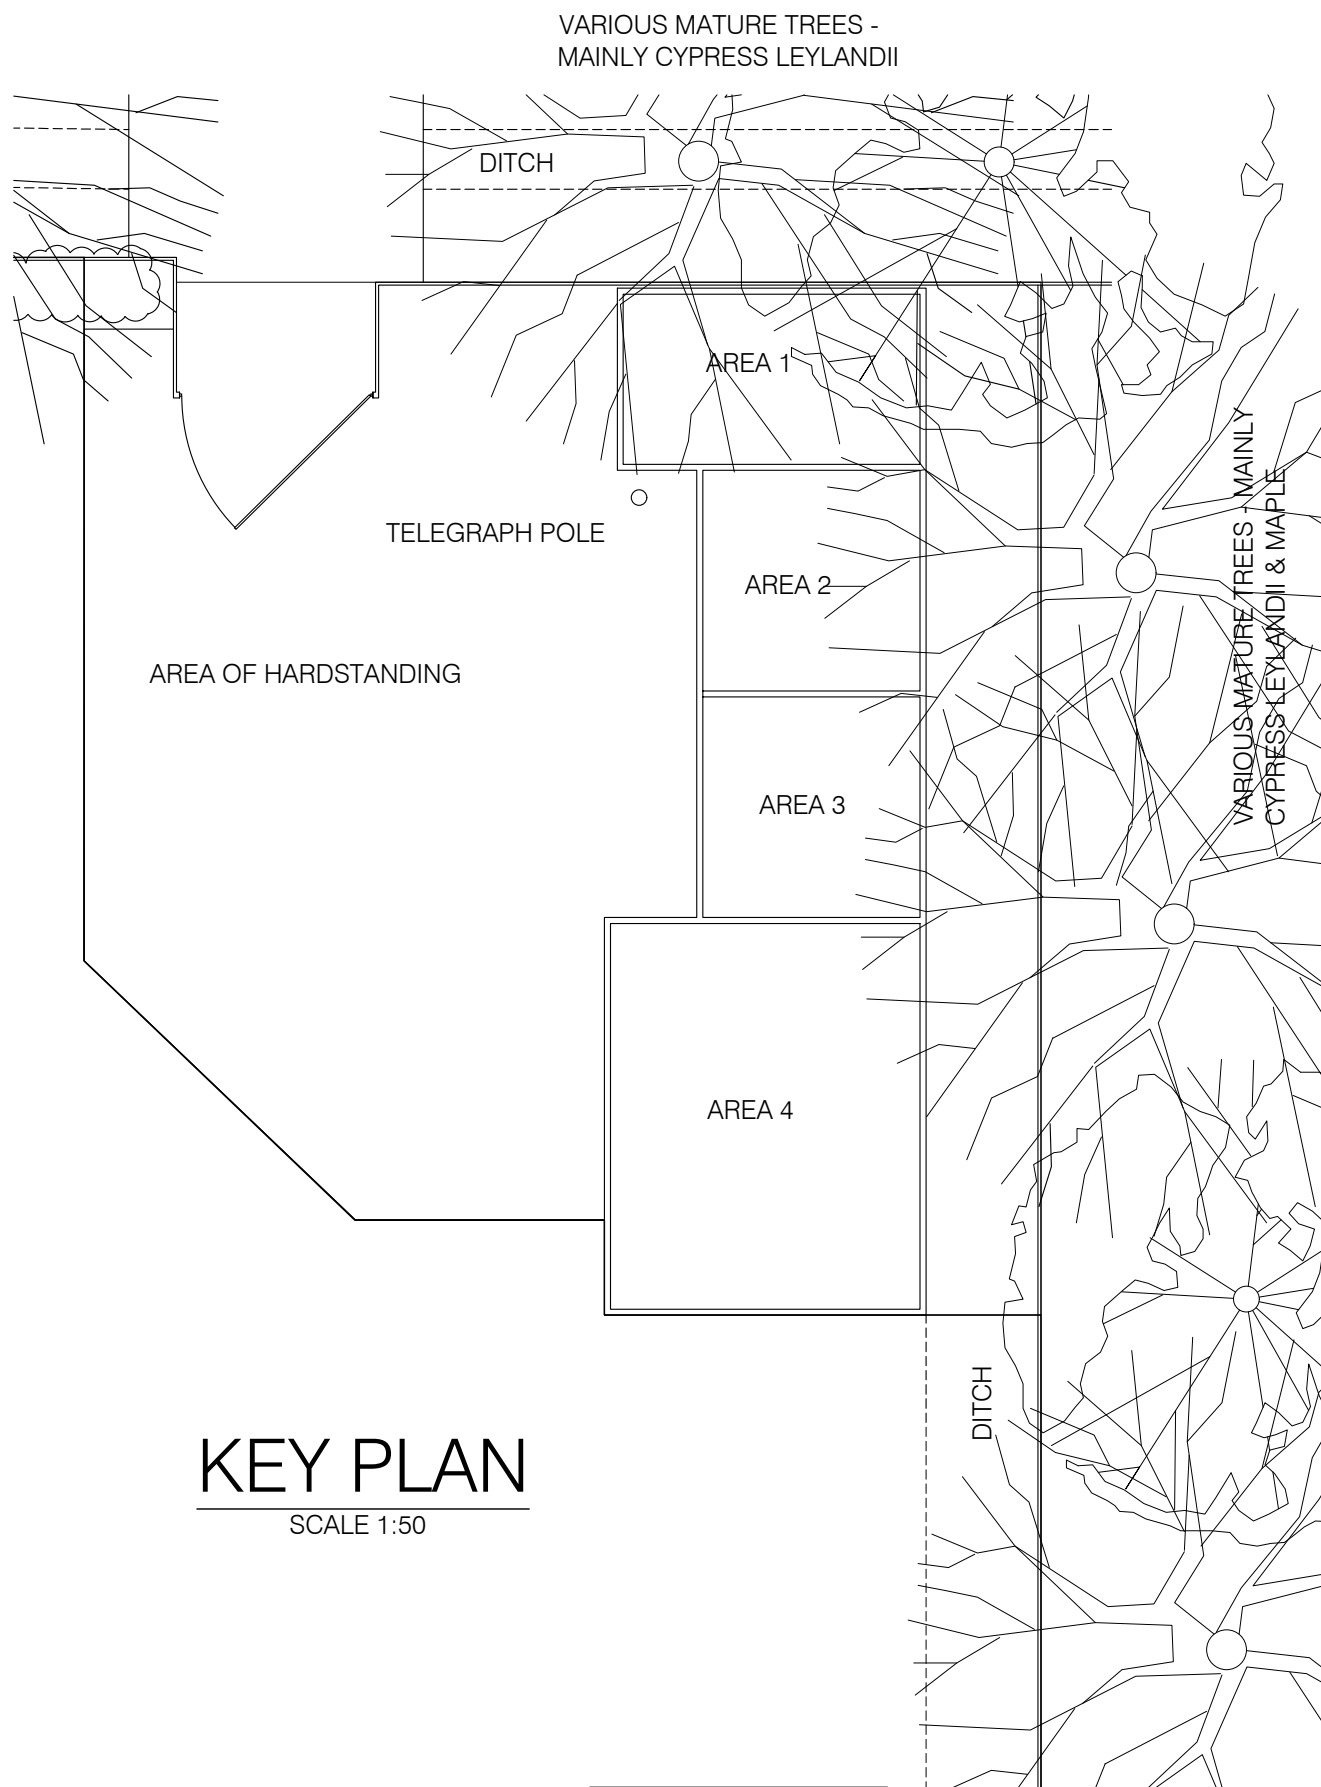 VARIOUS MATURE TREES -
MAINLY CYPRESS LEYLANDII
DITCH
AREA 1
VARIOUS MATURE TREES - MAINLY
CYPRESS LEYLANDII & MAPLE
TELEGRAPH POLE
AREA 2
AREA OF HARDSTANDING
AREA 3
AREA 4
DITCH
KEY PLAN
SCALE 1:50